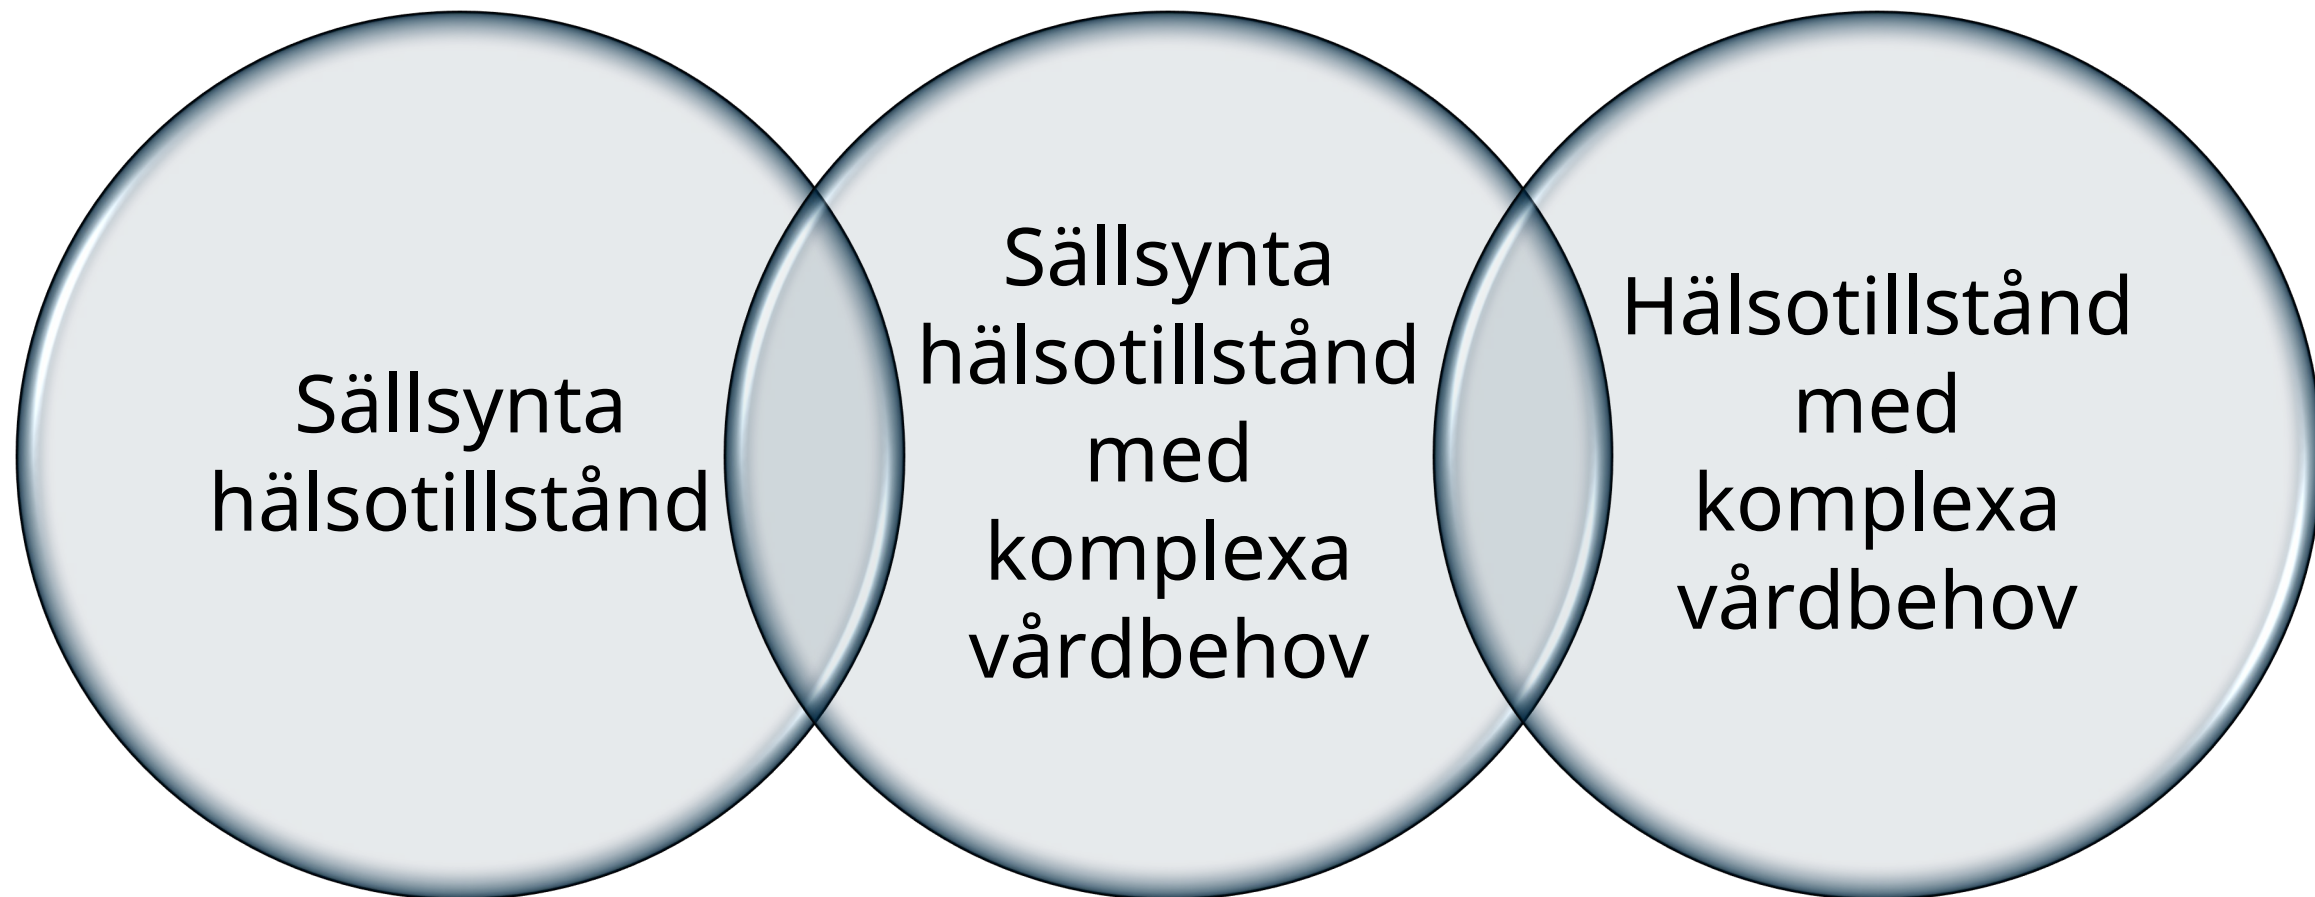 Sällsynta
hälsotillstånd
Sällsynta
hälsotillstånd
med
komplexa
vårdbehov
Hälsotillstånd
med
komplexa
vårdbehov